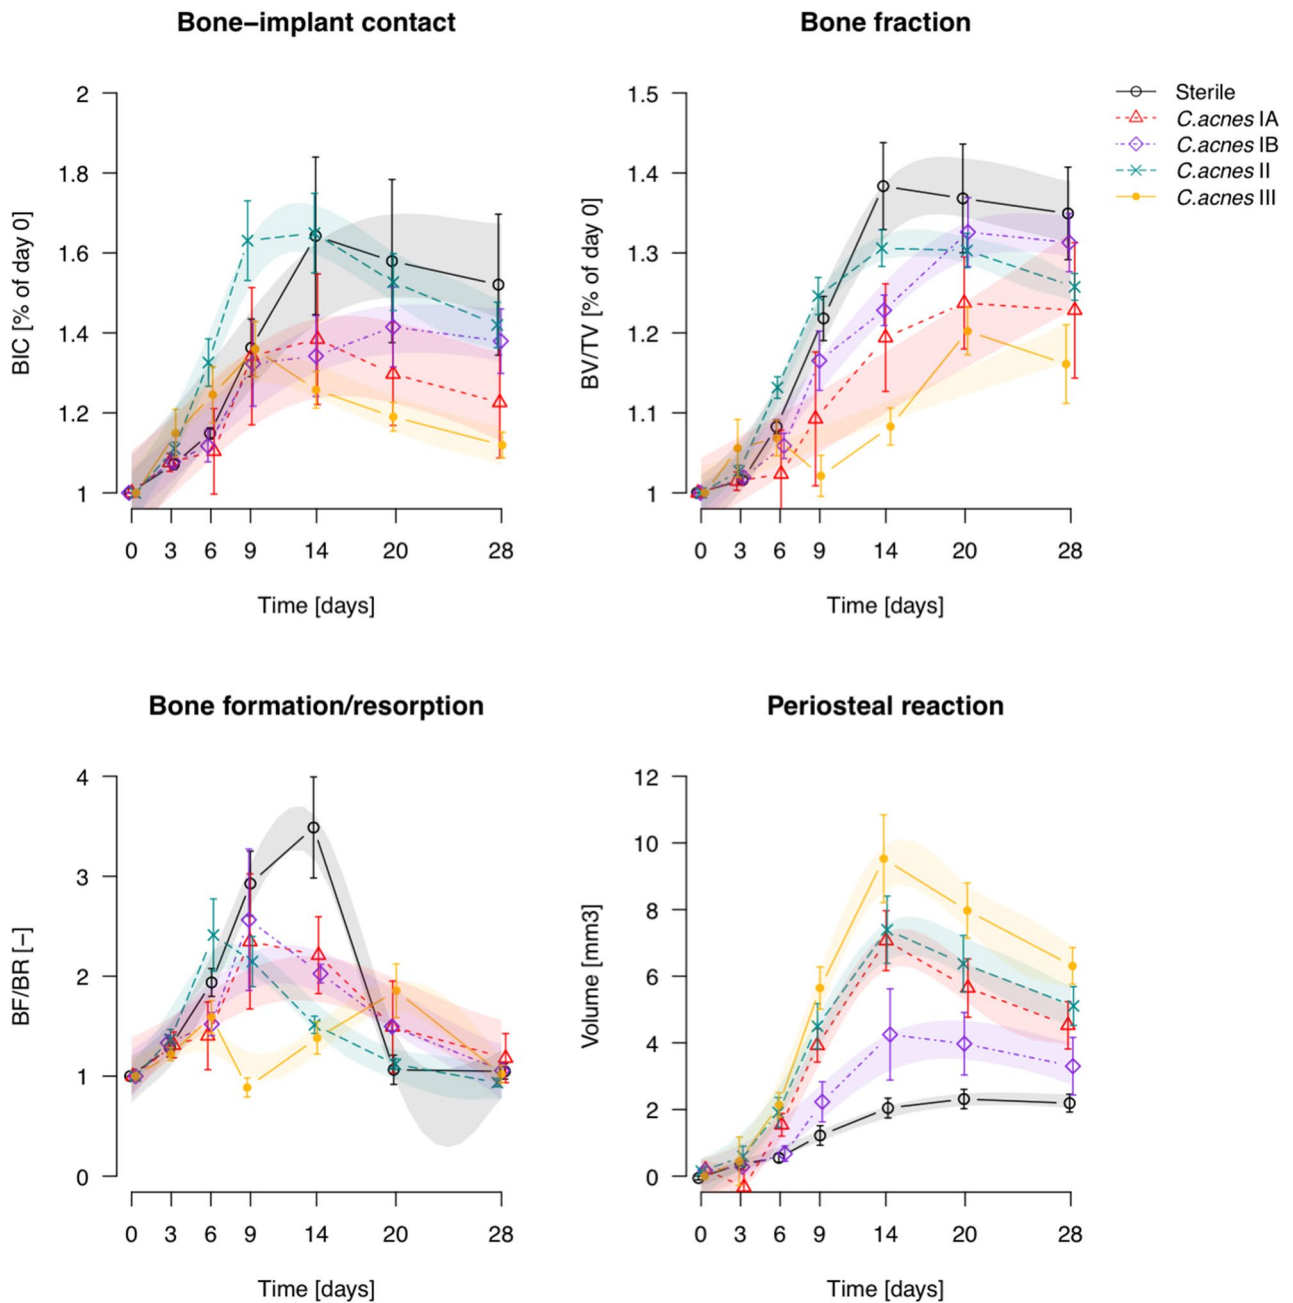 Bone−implant contact
BIC [% of day 0]
2
1.8
1.6
1.4
1.2
1
0 3 6 9 14 20 28
Time [days]
Bone fraction
BV/TV [% of day 0]
1.5
1.4
1.3
1.2
1.1
1
0 3 6 9 14 20 28
Time [days]
Sterile
C.acnes IA
C.acnes IB
C.acnes II
C.acnes III
Bone formation/resorption
BF/BR [−]
4
3
2
1
0
0 3 6 9 14 20 28
Time [days]
Periosteal reaction
Volume [mm3]
12
10
8
6
4
2
0
0 3 6 9 14 20 28
Time [days]